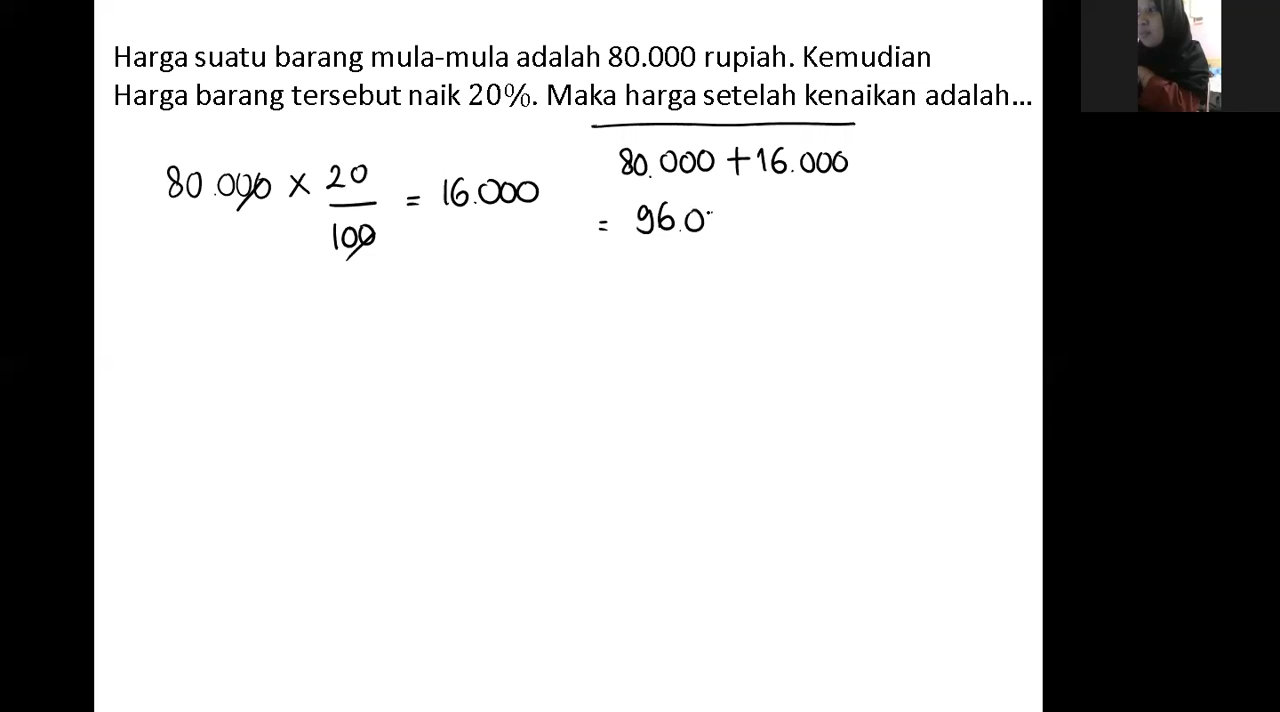 Harga suatu barang mula-mula adalah 80.000 rupiah. Kemudian
Harga barang tersebut naik 20%. Maka harga setelah kenaikan adalah...
80.000 × 20/100 = 16.000
80.000 + 16.000
= 96.0